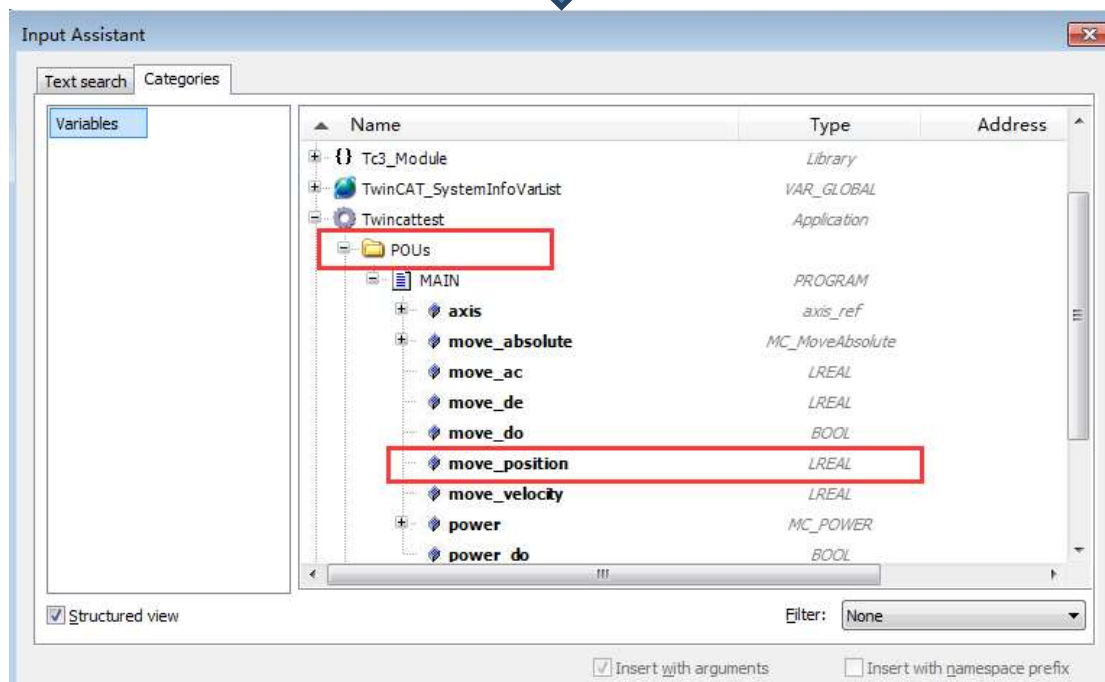 Input Assistant
Text search Categories
Variables
Name Type Address
{} Tc3_Module Library
TwinCAT_SystemInfoVarList VAR_GLOBAL
Twincattest Application
POUs
MAIN PROGRAM
axis axis_ref
move_absolute MC_MoveAbsolute
move_ac LREAL
move_de LREAL
move_do BOOL
move_position LREAL
move_velocity LREAL
power MC_POWER
power_do BOOL
Structured view Filter: None
Insert with arguments Insert with namespace prefix